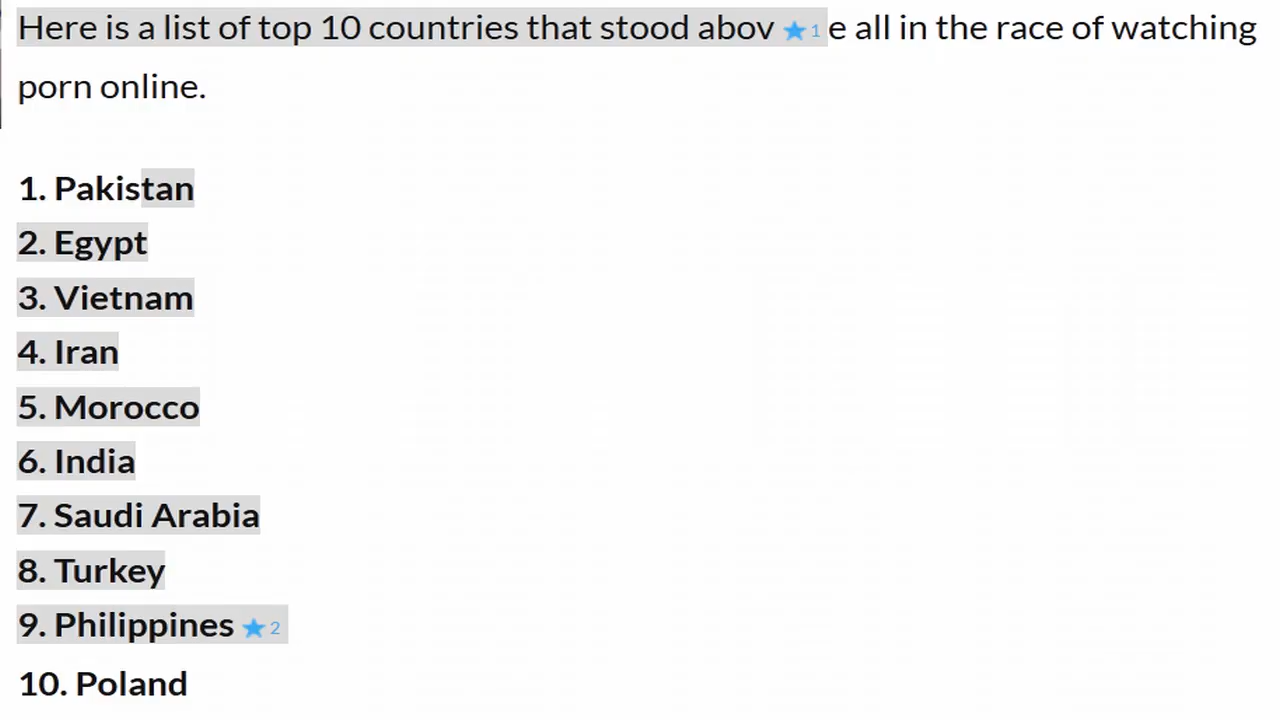 Here is a list of top 10 countries that stood abov ★ 1 e all in the race of watching
porn online.
1. Pakistan
2. Egypt
3. Vietnam
4. Iran
5. Morocco
6. India
7. Saudi Arabia
8. Turkey
9. Philippines ★ 2
10. Poland